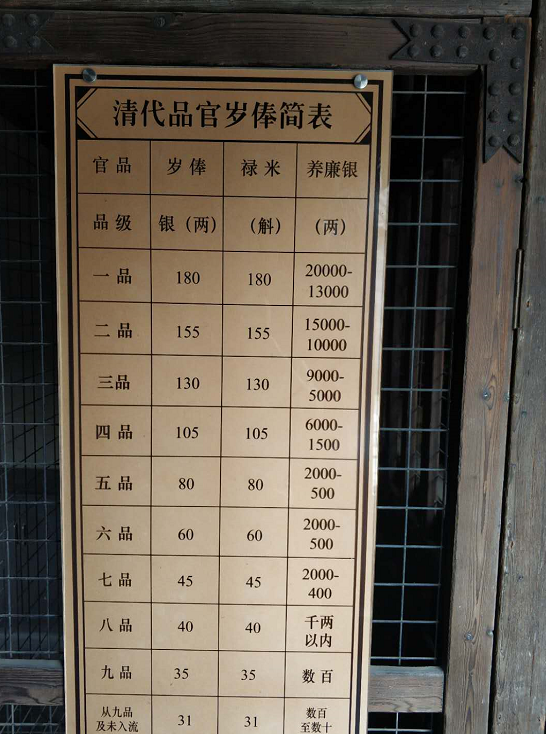 清代品官岁俸简表
官品 岁俸 禄米 养廉银
品级 银（两） （斛） （两）
一品 180 180 20000-
13000
二品 155 155 15000-
10000
三品 130 130 9000-
5000
四品 105 105 6000-
1500
五品 80 80 2000-
500
六品 60 60 2000-
500
七品 45 45 2000-
400
八品 40 40 千两
以内
九品 35 35 数百
从九品
及未入流 31 31 数百
至数十